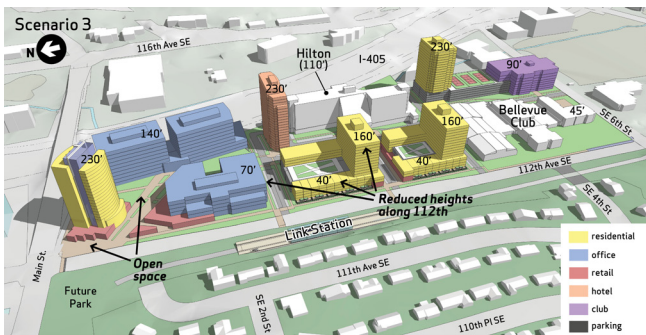 Scenario 3
N
116th Ave SE
Hilton
(110')
I-405
230'
90'
230'
Bellevue
Club
45'
SE 6th St
140'
160'
160'
230'
70'
40'
40'
112th Ave SE
SE 4th St
Reduced heights
along 112th
Link Station
Main St.
Open
space
Future
Park
SE 2nd St
111th Ave SE
110th Pl SE
residential
office
retail
hotel
club
parking